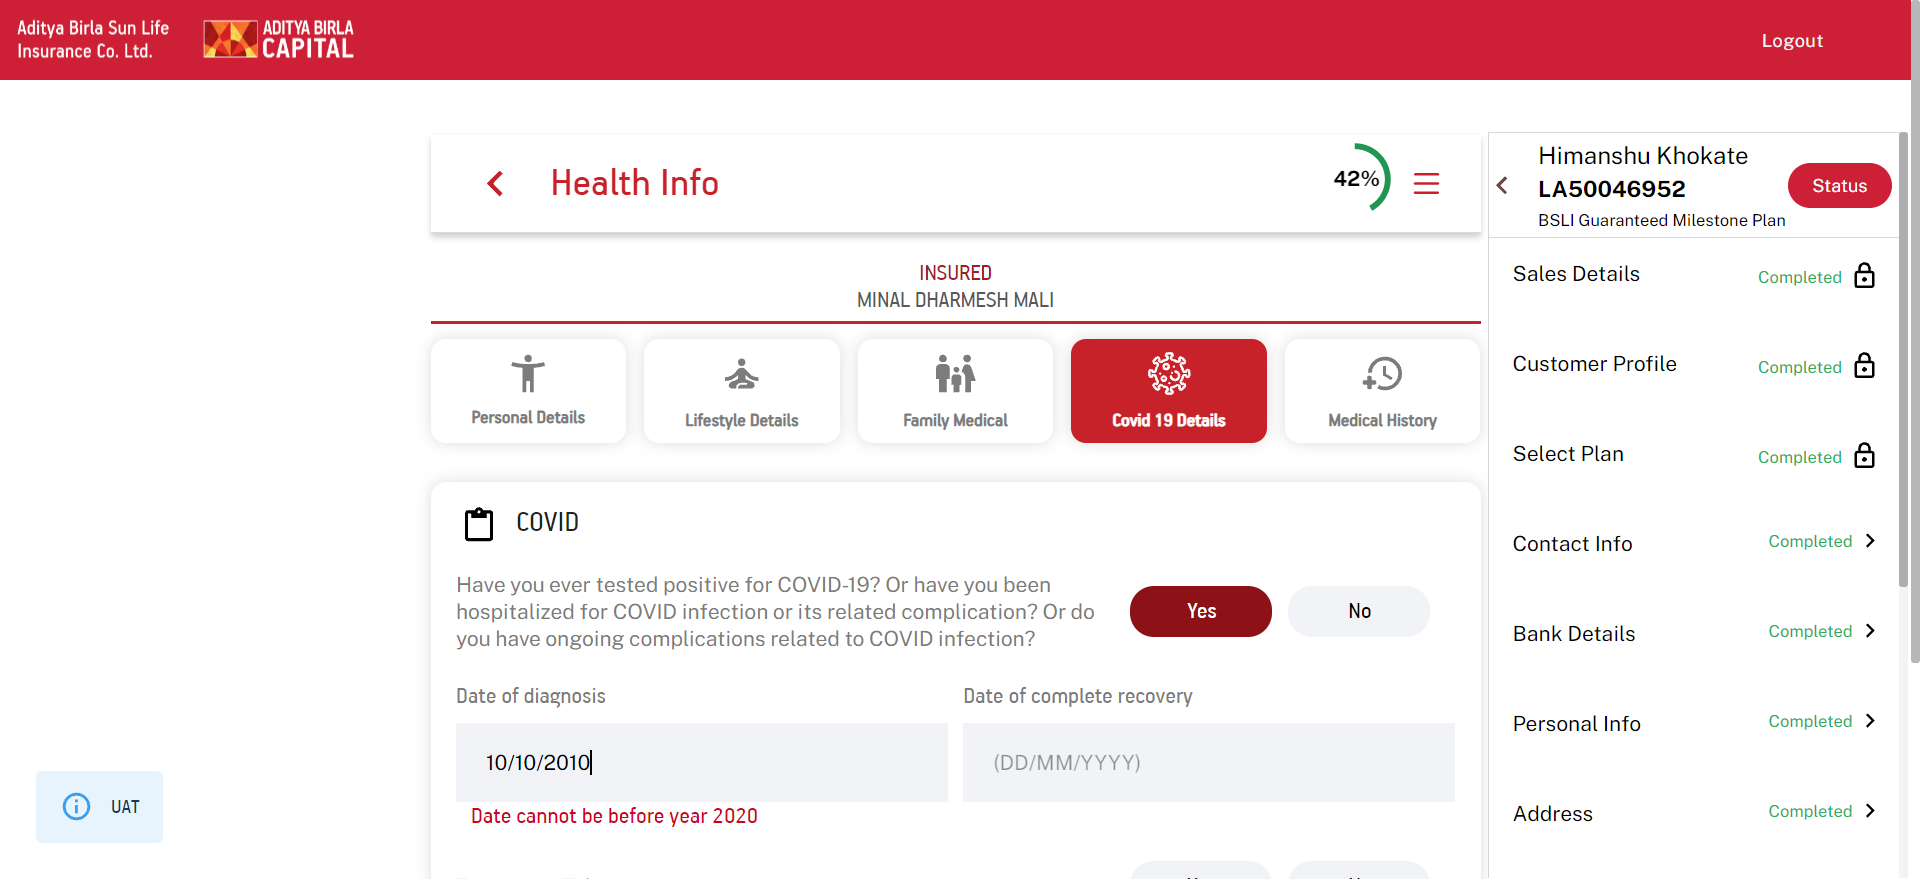 Aditya Birla Sun Life
Insurance Co. Ltd.
ADITYA BIRLA
CAPITAL
Logout
Health Info
42%
INSURED
MINAL DHARMESH MALI
Personal Details
Lifestyle Details
Family Medical
Covid 19 Details
Medical History
COVID
Have you ever tested positive for COVID-19? Or have you been
hospitalized for COVID infection or its related complication? Or do
you have ongoing complications related to COVID infection?
Yes
No
Date of diagnosis
Date of complete recovery
10/10/2010
(DD/MM/YYYY)
Date cannot be before year 2020
UAT
Himanshu Khokate
LA50046952
BSLI Guaranteed Milestone Plan
Status
Sales Details
Completed
Customer Profile
Completed
Select Plan
Completed
Contact Info
Completed
Bank Details
Completed
Personal Info
Completed
Address
Completed